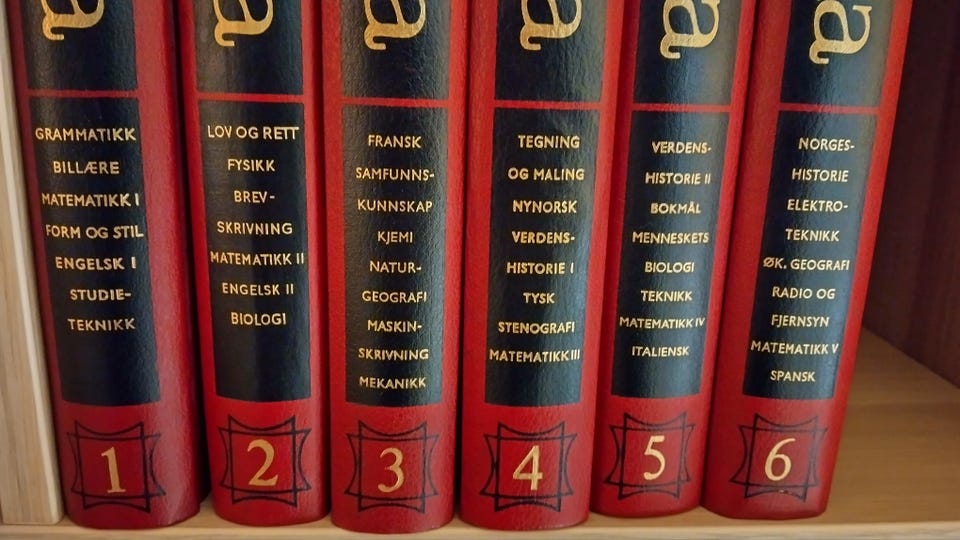 a
GRAMMATIKK
BILLÆRE
MATEMATIKK I
FORM OG STIL
ENGELSK I
STUDIE-
TEKNIKK
1
a
LOV OG RETT
FYSIKK
BREV-
SKRIVNING
MATEMATIKK II
ENGELSK II
BIOLOGI
2
a
FRANSK
SAMFUNNS-
KUNNSKAP
KJEMI
NATUR-
GEOGRAFI
MASKIN-
SKRIVNING
MEKANIKK
3
a
TEGNING
OG MALING
NYNORSK
VERDENS-
HISTORIE I
TYSK
STENOGRAFI
MATEMATIKK III
4
a
VERDENS-
HISTORIE II
BOKMÅL
MENNESKETS
BIOLOGI
TEKNIKK
MATEMATIKK IV
ITALIENSK
5
a
NORGES-
HISTORIE
ELEKTRO-
TEKNIKK
ØK. GEOGRAFI
RADIO OG
FJERNSYN
MATEMATIKK V
SPANSK
6